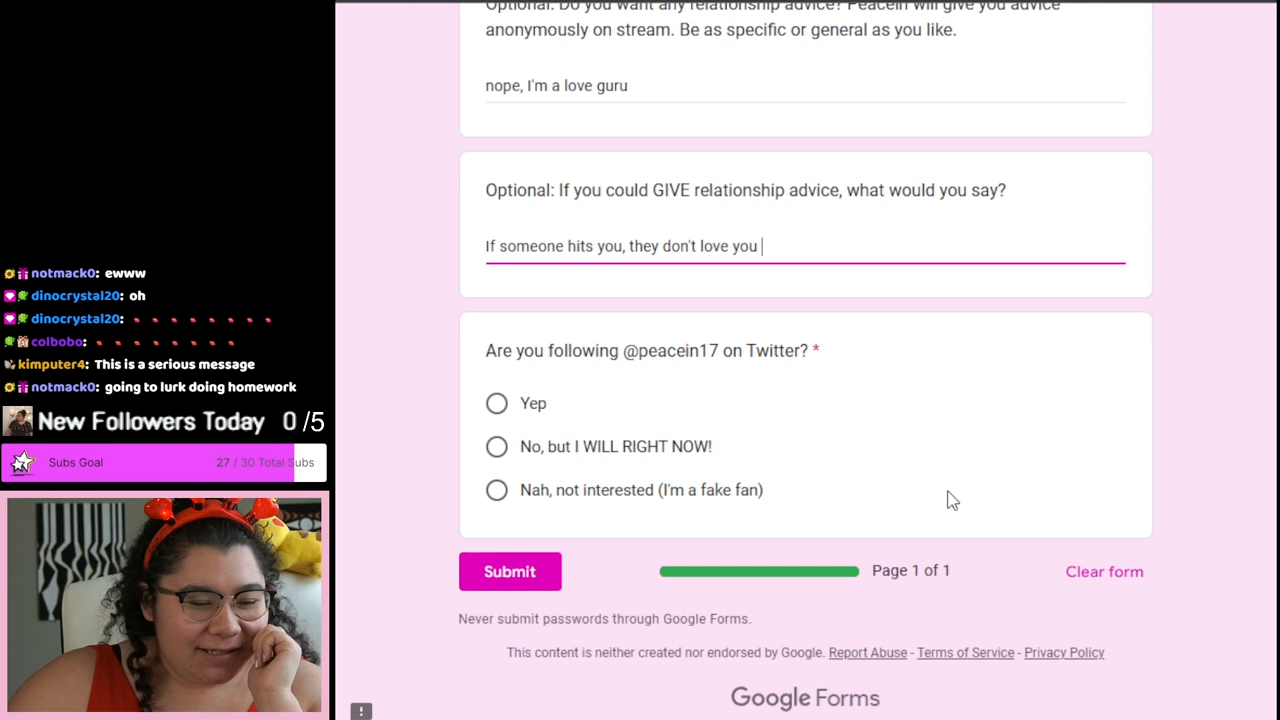 Optional: Do you want any relationship advice? Peacein will give you advice
anonymously on stream. Be as specific or general as you like.
nope, I'm a love guru
Optional: If you could GIVE relationship advice, what would you say?
If someone hits you, they don't love you
Are you following @peacein17 on Twitter? *
Yep
No, but I WILL RIGHT NOW!
Nah, not interested (I'm a fake fan)
Submit
Page 1 of 1
Clear form
Never submit passwords through Google Forms.
This content is neither created nor endorsed by Google. Report Abuse - Terms of Service - Privacy Policy
Google Forms
notmack0: ewww
dinocrystal20: oh
dinocrystal20:
colbobo:
kimputer4: This is a serious message
notmack0: going to lurk doing homework
New Followers Today 0 /5
Subs Goal 27 / 30 Total Subs